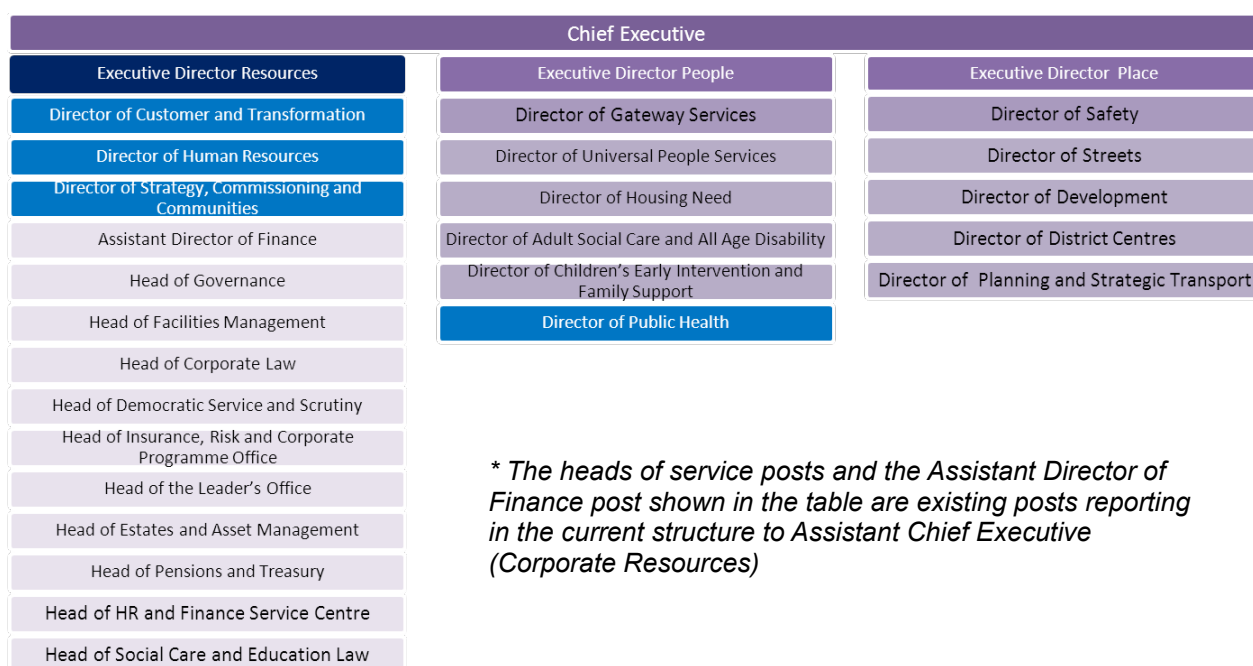 Chief Executive
Executive Director Resources
Director of Customer and Transformation
Director of Human Resources
Director of Strategy, Commissioning and
Communities
Assistant Director of Finance
Head of Governance
Head of Facilities Management
Head of Corporate Law
Head of Democratic Service and Scrutiny
Head of Insurance, Risk and Corporate
Programme Office
Head of the Leader's Office
Head of Estates and Asset Management
Head of Pensions and Treasury
Head of HR and Finance Service Centre
Head of Social Care and Education Law
Executive Director People
Director of Gateway Services
Director of Universal People Services
Director of Housing Need
Director of Adult Social Care and All Age Disability
Director of Children's Early Intervention and
Family Support
Director of Public Health
Executive Director Place
Director of Safety
Director of Streets
Director of Development
Director of District Centres
Director of Planning and Strategic Transport
* The heads of service posts and the Assistant Director of
Finance post shown in the table are existing posts reporting
in the current structure to Assistant Chief Executive
(Corporate Resources)